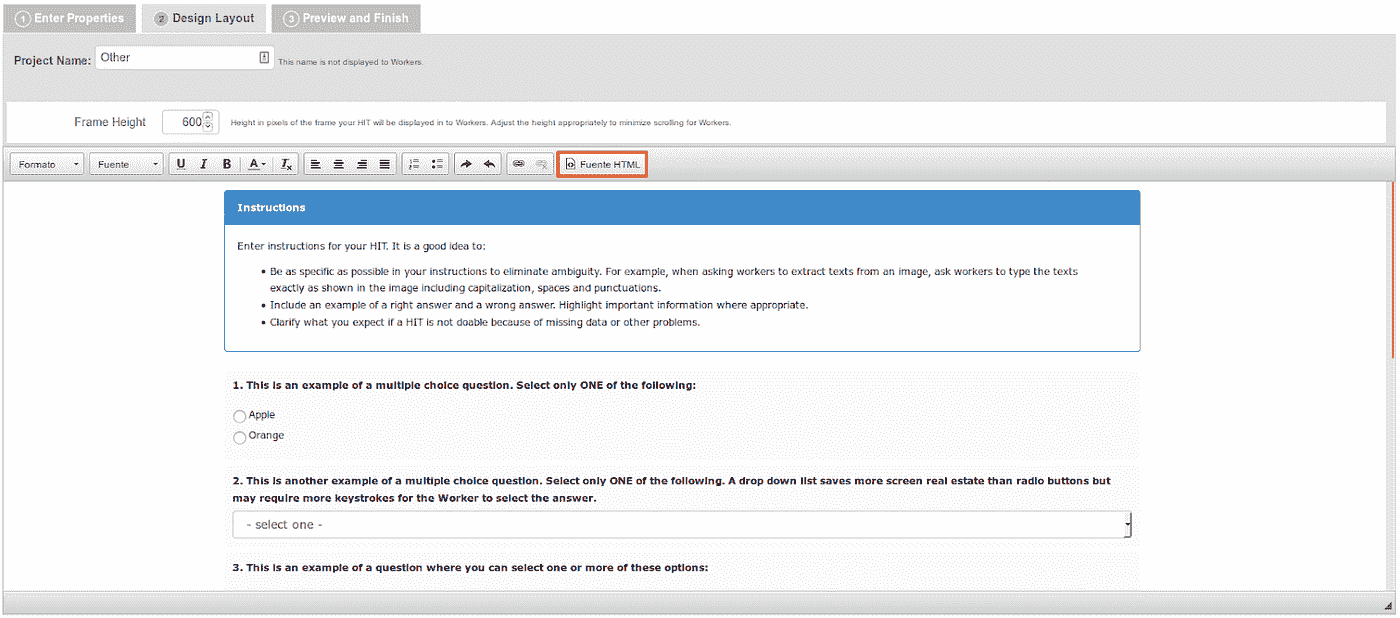 1 Enter Properties 2 Design Layout 3 Preview and Finish
Project Name: Other This name is not displayed to Workers.
Frame Height 600 Height in pixels of the frame your HIT will be displayed in to Workers. Adjust the height appropriately to minimize scrolling for Workers.
Formato Fuente U I B A Ix Fuente HTML
Instructions
Enter instructions for your HIT. It is a good idea to:
• Be as specific as possible in your instructions to eliminate ambiguity. For example, when asking workers to extract texts from an image, ask workers to type the texts
exactly as shown in the image including capitalization, spaces and punctuations.
• Include an example of a right answer and a wrong answer. Highlight important information where appropriate.
• Clarify what you expect if a HIT is not doable because of missing data or other problems.
1. This is an example of a multiple choice question. Select only ONE of the following:
Apple
Orange
2. This is another example of a multiple choice question. Select only ONE of the following. A drop down list saves more screen real estate than radio buttons but
may require more keystrokes for the Worker to select the answer.
- select one -
3. This is an example of a question where you can select one or more of these options: